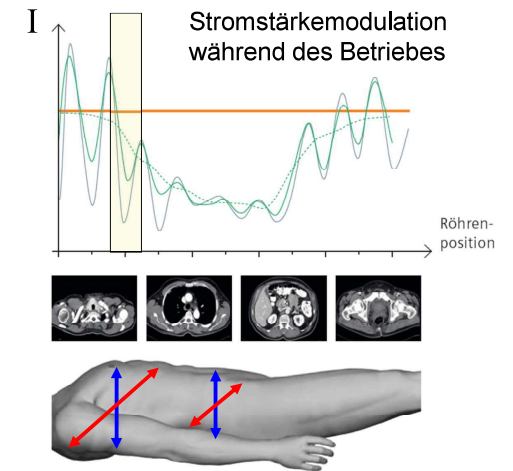 I
Stromstärkemodulation
während des Betriebes
Röhren-
position